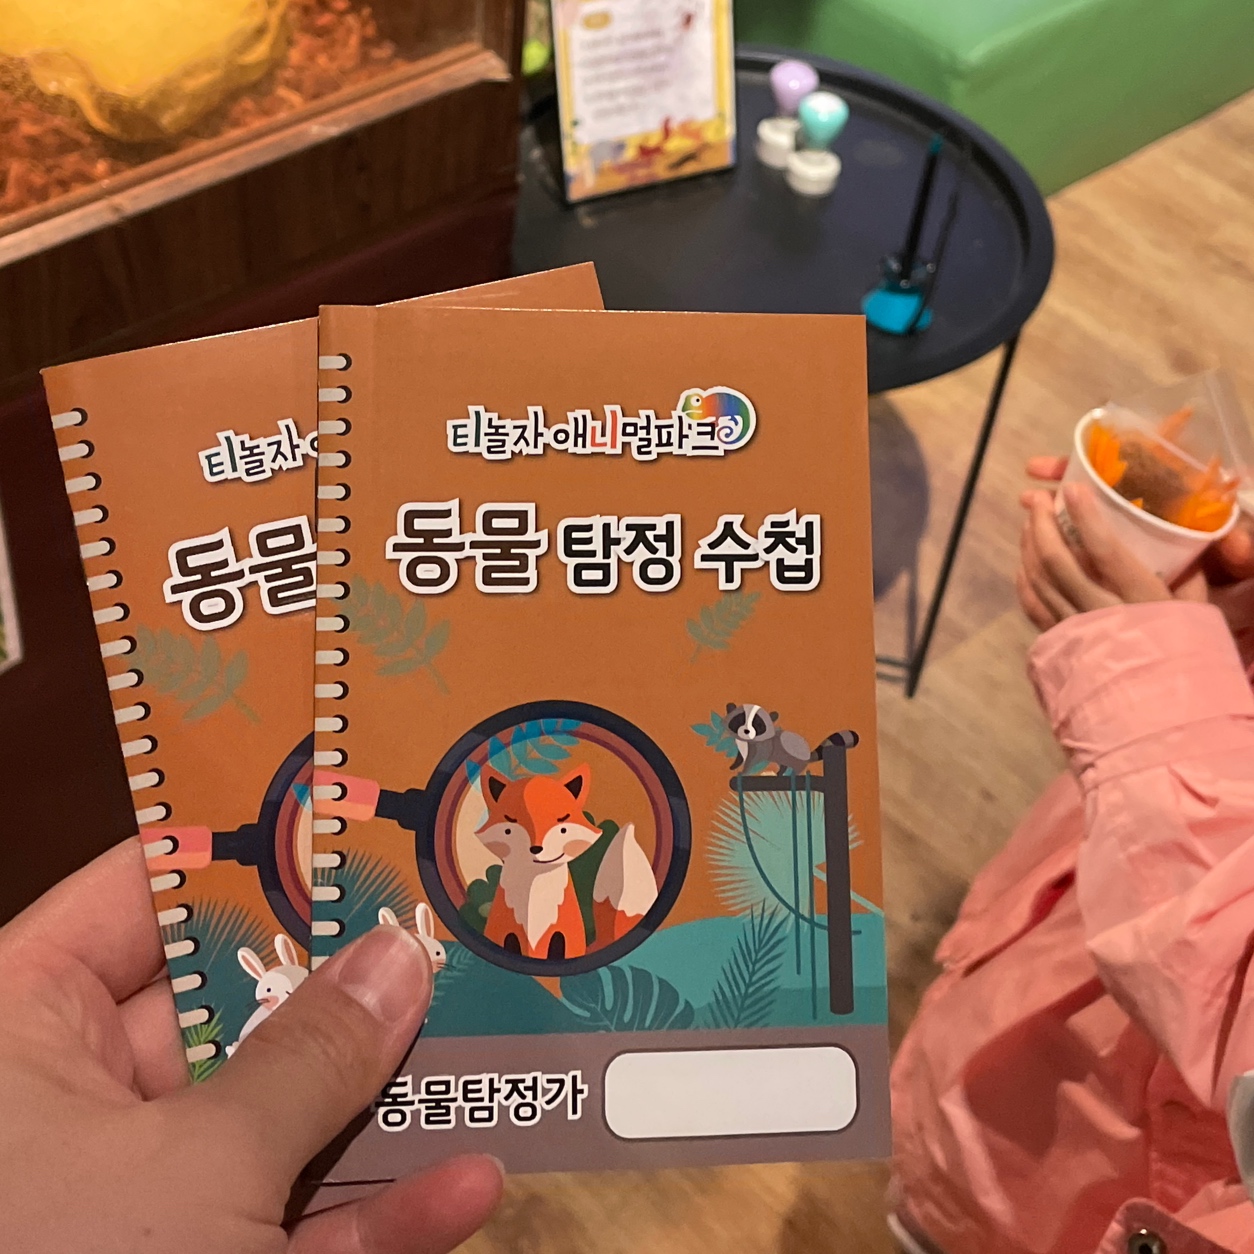 티놀자
동물
티놀자 애니멀파크
동물 탐정 수첩
동물탐정가